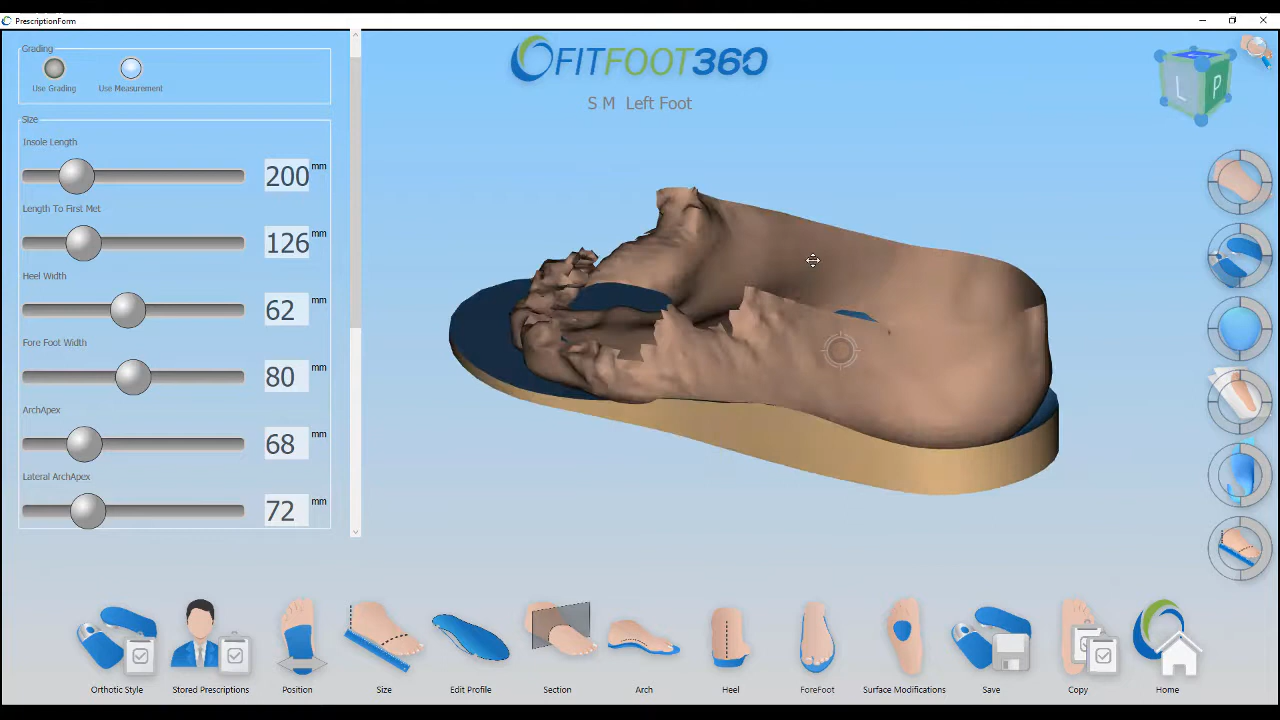 PrescriptionForm
FITFOOT360
S M Left Foot
Grading
Use Grading
Use Measurement
Size
Insole Length
200 mm
Length To First Met
126 mm
Heel Width
62 mm
Fore Foot Width
80 mm
ArchApex
68 mm
Lateral ArchApex
72 mm
L P
Orthotic Style
Stored Prescriptions
Position
Size
Edit Profile
Section
Arch
Heel
ForeFoot
Surface Modifications
Save
Copy
Home